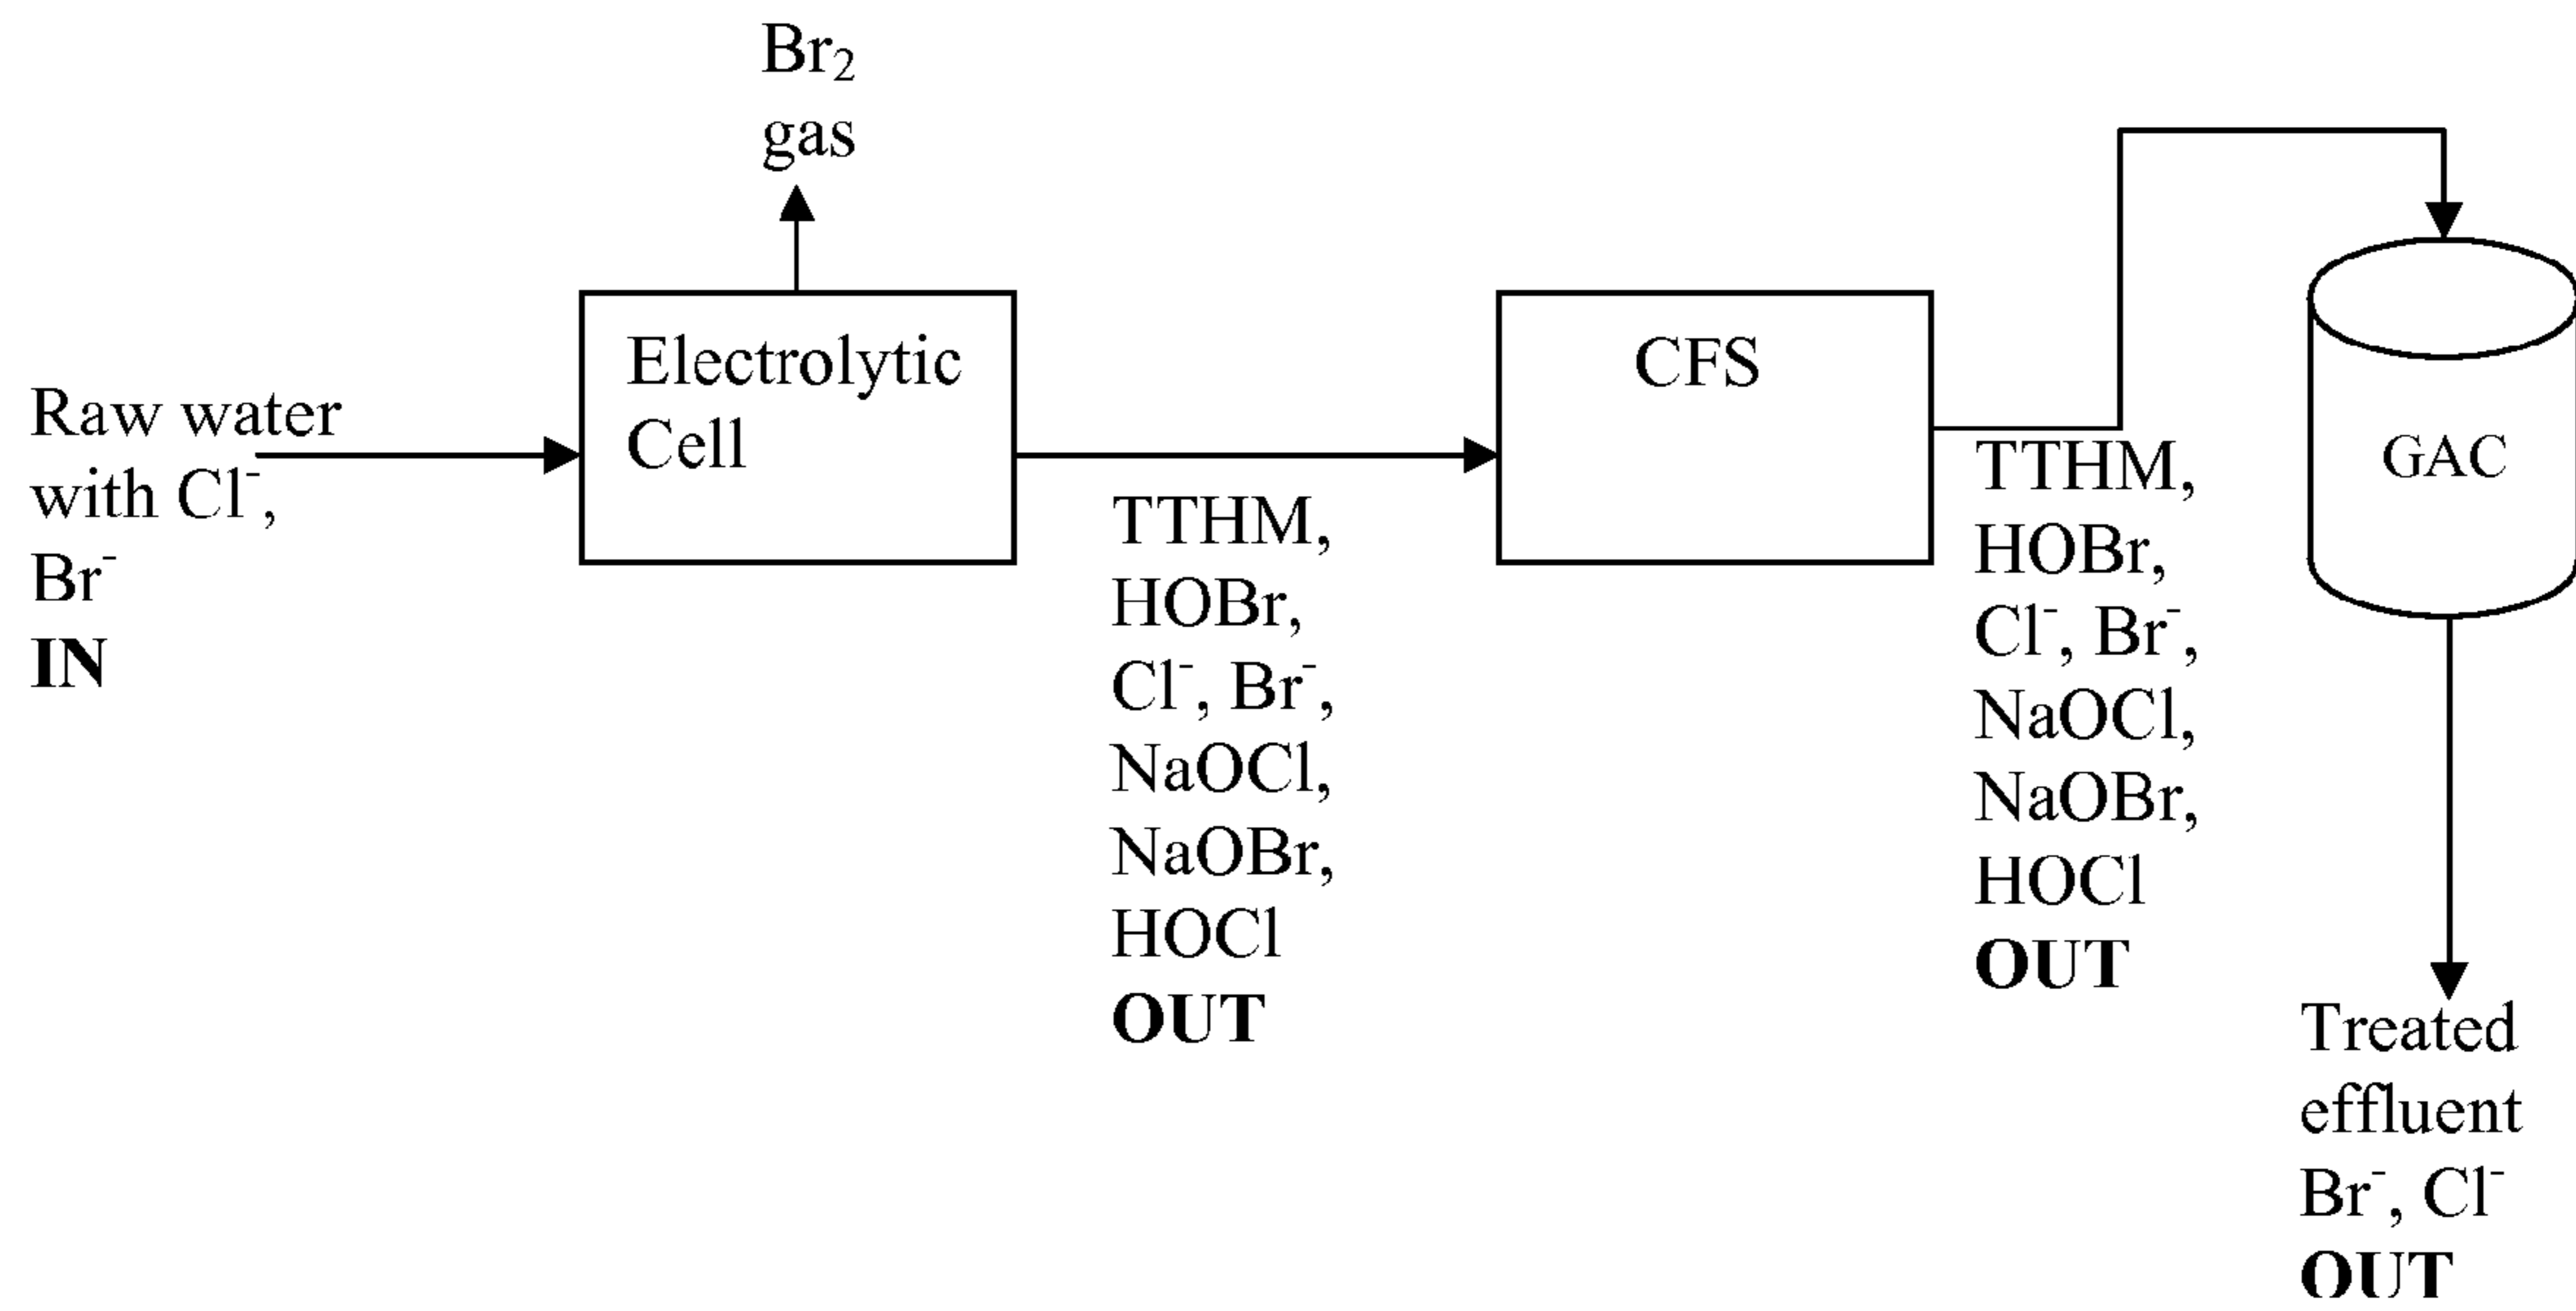 Br₂
gas
Raw water
with Cl⁻,
Br⁻
IN
Electrolytic
Cell
TTHM,
HOBr,
Cl⁻, Br⁻,
NaOCl,
NaOBr,
HOCl
OUT
CFS
TTHM,
HOBr,
Cl⁻, Br⁻,
NaOCl,
NaOBr,
HOCl
OUT
GAC
Treated
effluent
Br⁻, Cl⁻
OUT